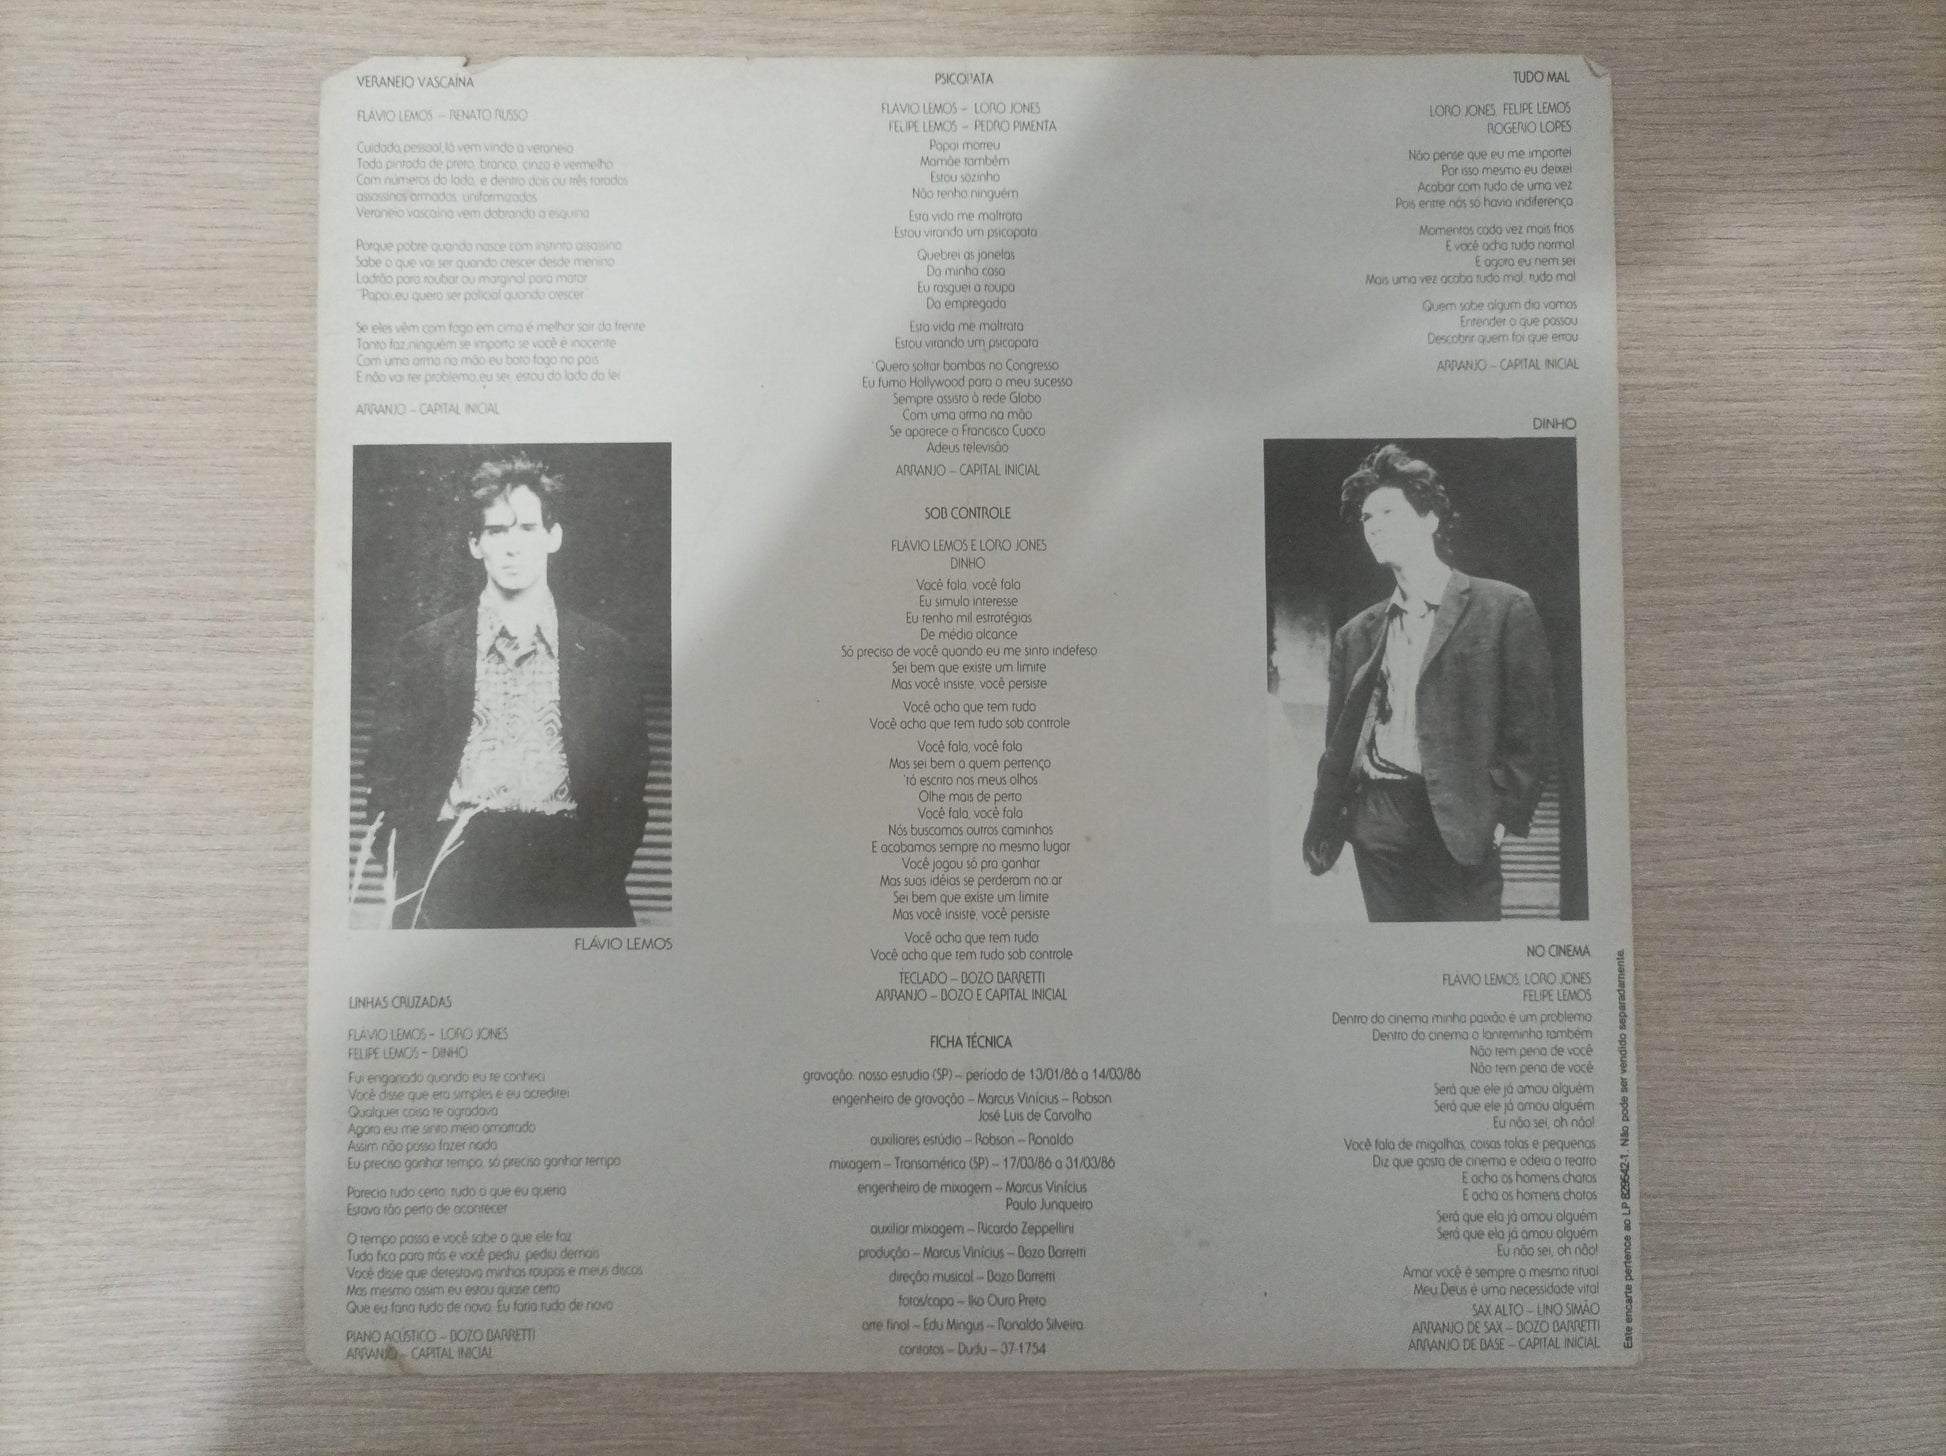 VERANEIO VASCAÍNA
FLÁVIO LEMOS – RENATO RUSSO
Cuidado, pessoal, lá vem vindo a veraneio
Toda pintada de preto, branco, cinza e vermelho
Com números do lado, e dentro dois ou três tarados
assassinos armados, uniformizados
Veraneio vascaína vem dobrando a esquina
Porque pobre quando nasce com instinto assassino
Sabe o que vai ser quando crescer desde menino
Ladrão para roubar ou marginal para matar
"Papai,eu quero ser policial quando crescer"
Se eles vêm com fogo em cima é melhor sair da frente
Tanto faz,ninguém se importa se você é inocente
Com uma arma na mão eu boto fogo no país
E não vai ter problema,eu sei, estou do lado da lei
ARRANJO – CAPITAL INICIAL
FLÁVIO LEMOS
LINHAS CRUZADAS
FLÁVIO LEMOS – LORO JONES
FELIPE LEMOS – DINHO
Fui enganado quando eu te conheci
Você disse que era simples e eu acreditei
Qualquer coisa te agradava
Agora eu me sinto meio amarrado
Assim não posso fazer nada
Eu preciso ganhar tempo, só preciso ganhar tempo
Parecia tudo certo, tudo o que eu queria
Estava tão perto de acontecer
O tempo passa e você sabe o que ele faz
Tudo fica para trás e você pediu, pediu demais
Você disse que detestava minhas roupas e meus discos
Mas mesmo assim eu estou quase certo
Que eu faria tudo de novo. Eu faria tudo de novo
PIANO ACÚSTICO – BOZO BARRETTI
ARRANJO – CAPITAL INICIAL
PSICOPATA
FLÁVIO LEMOS – LORO JONES
FELIPE LEMOS – PEDRO PIMENTA
Papai morreu
Mamãe também
Estou sozinho
Não tenho ninguém
Esta vida me maltrata
Estou virando um psicopata
Quebrei as janelas
Da minha casa
Eu rasguei a roupa
Da empregada
Esta vida me maltrata
Estou virando um psicopata
"Quero soltar bombas no Congresso
Eu fumo Hollywood para o meu sucesso
Sempre assisto à rede Globo
Com uma arma na mão
Se aparece o Francisco Cuoco
Adeus televisão
ARRANJO – CAPITAL INICIAL
SOB CONTROLE
FLÁVIO LEMOS E LORO JONES
DINHO
Você fala, você fala
Eu simulo interesse
Eu tenho mil estratégias
De médio alcance
Só preciso de você quando eu me sinto indefeso
Sei bem que existe um limite
Mas você insiste, você persiste
Você acha que tem tudo
Você acha que tem tudo sob controle
Você fala, você fala
Mas sei bem a quem pertenço
'tá escrito nos meus olhos
Olhe mais de perto
Você fala, você fala
Nós buscamos outros caminhos
E acabamos sempre no mesmo lugar
Você jogou só pra ganhar
Mas suas idéias se perderam no ar
Sei bem que existe um limite
Mas você insiste, você persiste
Você acha que tem tudo
Você acha que tem tudo sob controle
TECLADO – BOZO BARRETTI
ARRANJO – BOZO E CAPITAL INICIAL
FICHA TÉCNICA
gravação: nosso estudio (SP) – período de 13/01/86 a 14/03/86
engenheiro de gravação – Marcus Vinícius – Robson
José Luis de Carvalho
auxiliares estúdio – Robson – Ronaldo
mixagem – Transamérica (SP) – 17/03/86 a 31/03/86
engenheiro de mixagem – Marcus Vinícius
Paulo Junqueiro
auxiliar mixagem – Ricardo Zeppellini
produção – Marcus Vinícius – Bozo Barretti
direção musical – Bozo Barretti
fotos/capa – Iko Ouro Preto
arte final – Edu Mingus – Ronaldo Silveira
contatos – Dudu – 37-1754
TUDO MAL
LORO JONES, FELIPE LEMOS
ROGERIO LOPES
Não pense que eu me importei
Por isso mesmo eu deixei
Acabar com tudo de uma vez
Pois entre nós só havia indiferença
Momentos cada vez mais frios
E você acha tudo normal
E agora eu nem sei
Mais uma vez acaba tudo mal, tudo mal
Quem sabe algum dia vamos
Entender o que passou
Descobrir quem foi que errou
ARRANJO – CAPITAL INICIAL
DINHO
NO CINEMA
FLÁVIO LEMOS, LORO JONES
FELIPE LEMOS
Dentro do cinema minha paixão é um problema
Dentro do cinema o lanterninha também
Não tem pena de você
Não tem pena de você
Será que ele já amou alguém
Será que ele já amou alguém
Eu não sei, oh não!
Você fala de migalhas, coisas tolas e pequenas
Diz que gosta de cinema e odeia o teatro
E acha os homens chatos
E acha os homens chatos
Será que ela já amou alguém
Será que ela já amou alguém
Eu não sei, oh não!
Amar você é sempre o mesmo ritual
Meu Deus é uma necessidade vital
SAX ALTO – LINO SIMÃO
ARRANJO DE SAX – BOZO BARRETTI
ARRANJO DE BASE – CAPITAL INICIAL
Este encarte pertence ao LP 829542-1. Não pode ser vendido separadamente.